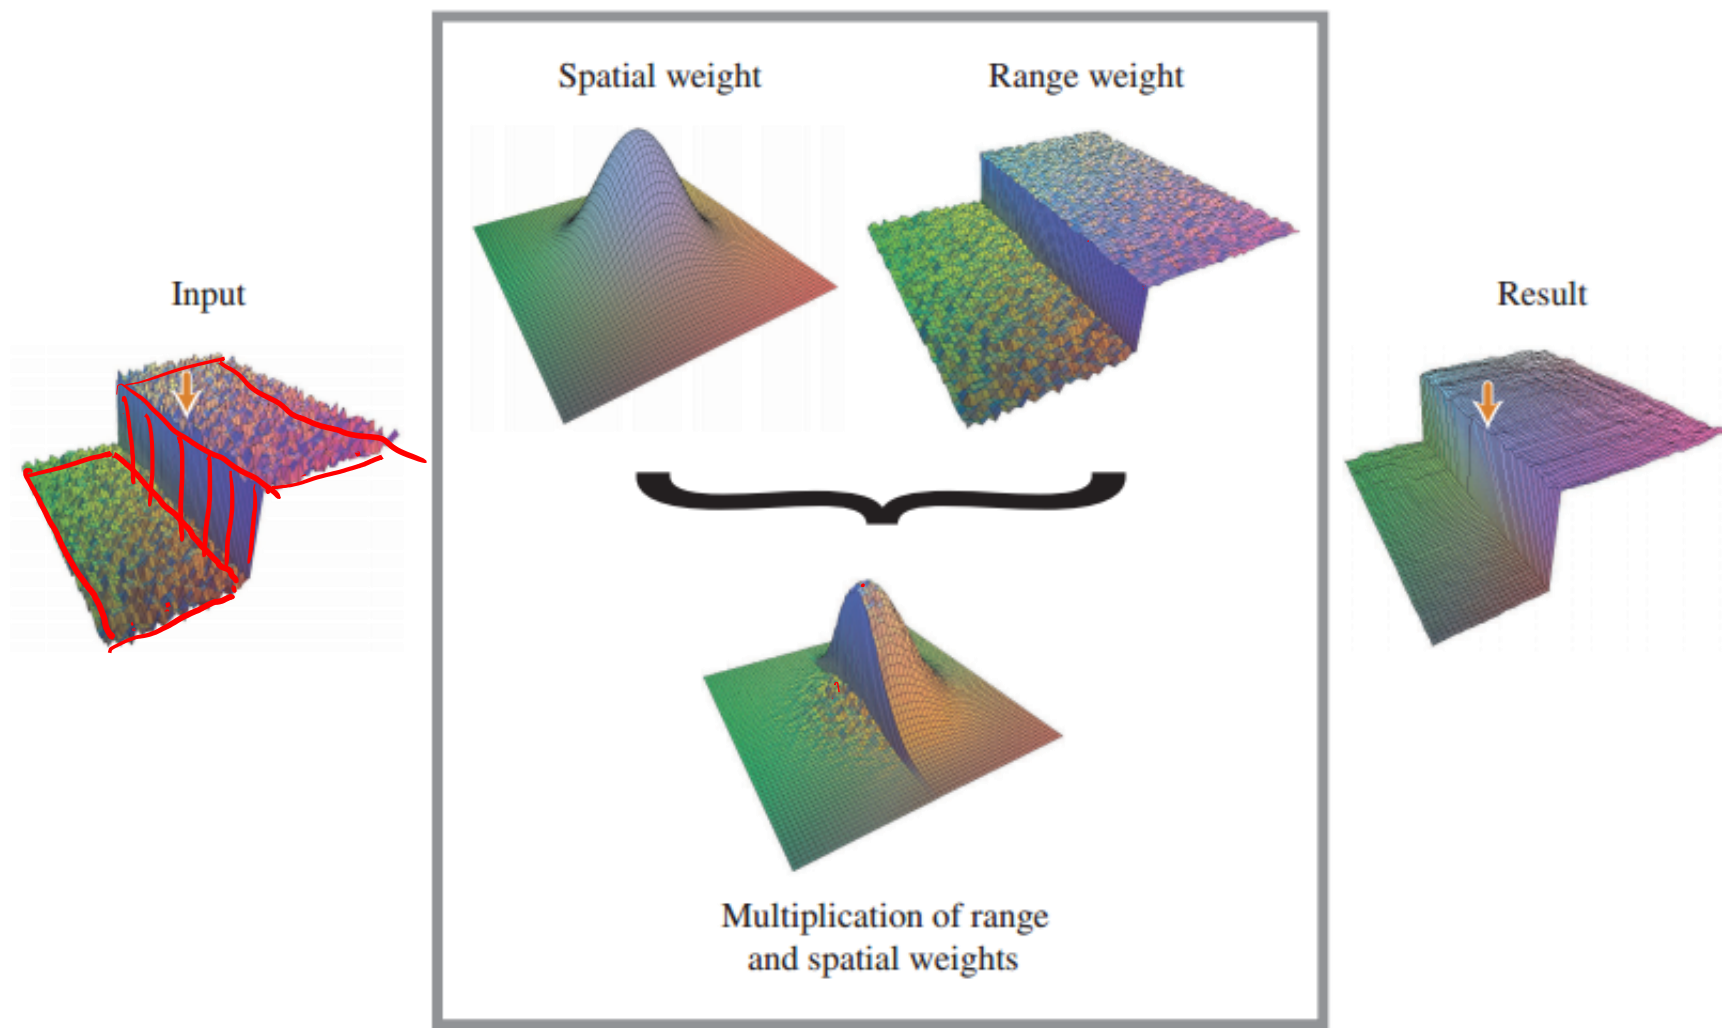 Spatial weight
Range weight
Input
Result
Multiplication of range
and spatial weights